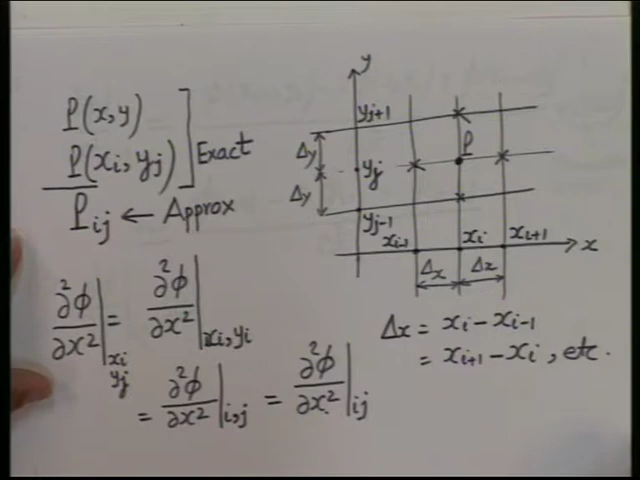 P(x,y)
P(xi, yj) ] Exact
Pij ← Approx
∂²ϕ/∂x²|xi yj = ∂²ϕ/∂x²|xi, yi
= ∂²ϕ/∂x²|i,j = ∂²ϕ/∂x²|ij
y
yj+1
Δy
P
yj
Δy
yj-1
xi-1 xi xi+1 x
Δx Δx
Δx = xi - xi-1
= xi+1 - xi, etc.